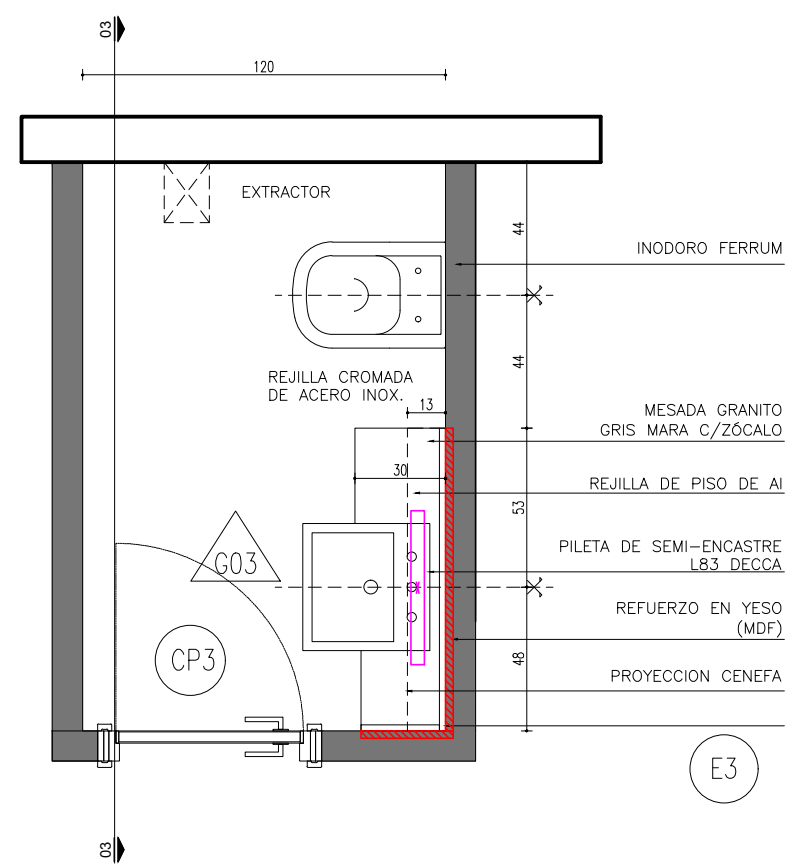 03
120
EXTRACTOR
44
INODORO FERRUM
44
REJILLA CROMADA
DE ACERO INOX.
13
MESADA GRANITO
GRIS MARA C/ZÓCALO
30
REJILLA DE PISO DE AI
53
PILETA DE SEMI-ENCASTRE
L83 DECCA
G03
REFUERZO EN YESO
(MDF)
CP3
48
PROYECCION CENEFA
E3
03